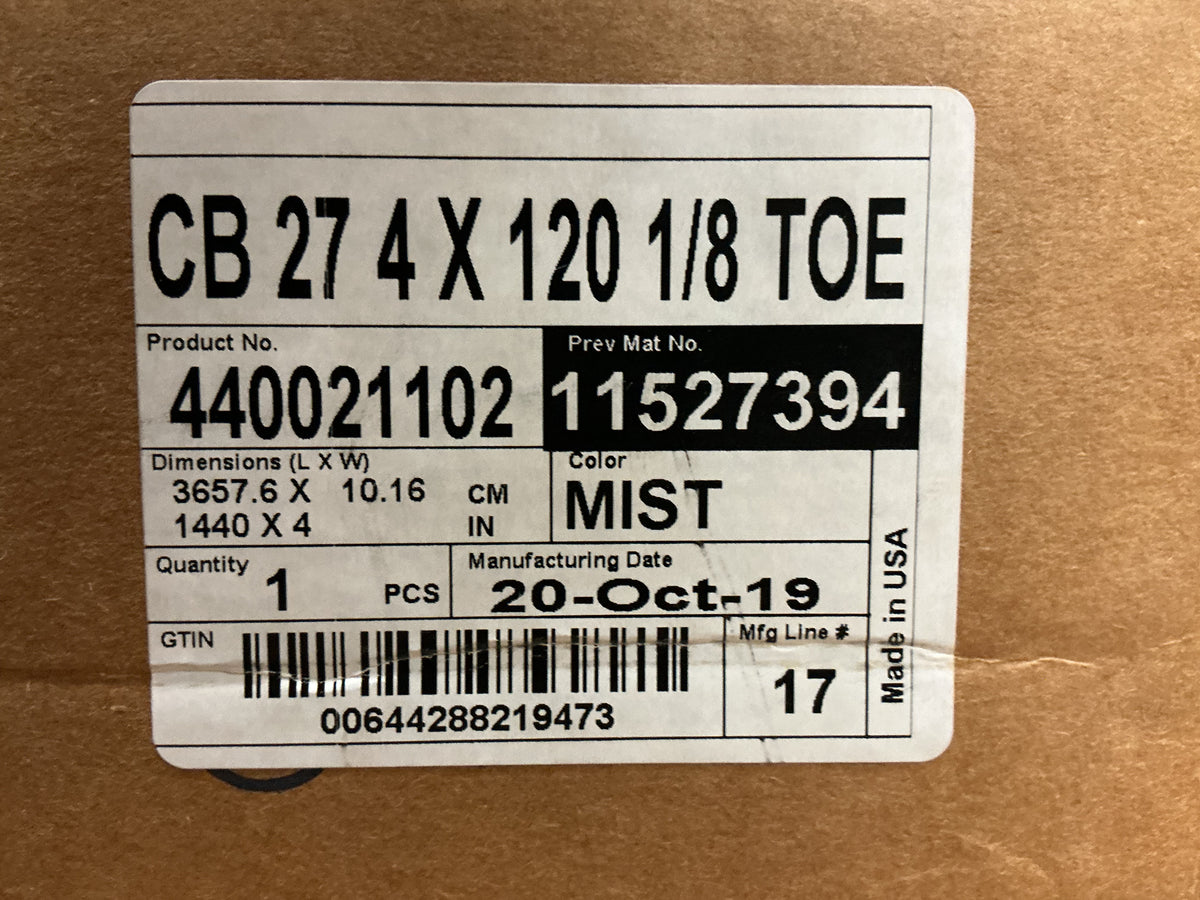 CB 27 4 X 120 1/8 TOE
Product No.
440021102
Prev Mat No.
11527394
Dimensions (L X W)
3657.6 X 10.16 CM
1440 X 4 IN
Color
MIST
Quantity
1 PCS
Manufacturing Date
20-Oct-19
GTIN
00644288219473
Mfg Line #
17
Made in USA